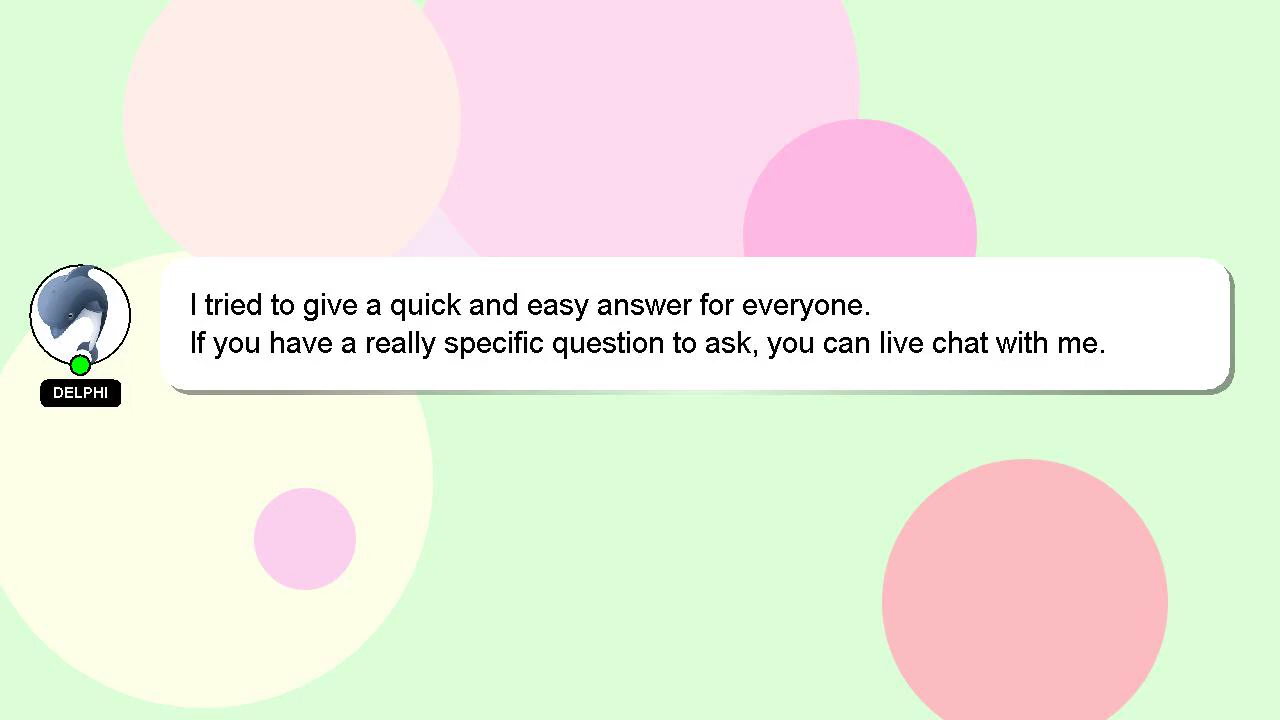 I tried to give a quick and easy answer for everyone.
If you have a really specific question to ask, you can live chat with me.
DELPHI